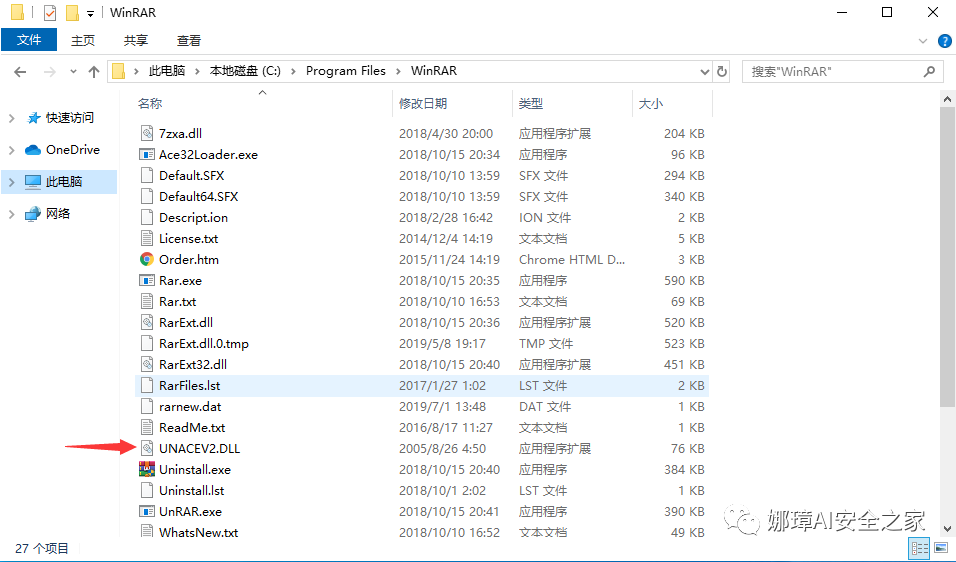 WinRAR
文件 主页 共享 查看
此电脑 本地磁盘 (C:) Program Files WinRAR 搜索"WinRAR"
快速访问
OneDrive
此电脑
网络
名称 修改日期 类型 大小
7zxa.dll 2018/4/30 20:00 应用程序扩展 204 KB
Ace32Loader.exe 2018/10/15 20:34 应用程序 96 KB
Default.SFX 2018/10/10 13:59 SFX 文件 294 KB
Default64.SFX 2018/10/10 13:59 SFX 文件 340 KB
Descript.ion 2018/2/28 16:42 ION 文件 2 KB
License.txt 2014/12/4 14:19 文本文档 5 KB
Order.htm 2015/11/24 14:19 Chrome HTML D... 3 KB
Rar.exe 2018/10/15 20:35 应用程序 590 KB
Rar.txt 2018/10/10 16:53 文本文档 69 KB
RarExt.dll 2018/10/15 20:36 应用程序扩展 520 KB
RarExt.dll.0.tmp 2019/5/8 19:17 TMP 文件 523 KB
RarExt32.dll 2018/10/15 20:40 应用程序扩展 451 KB
RarFiles.lst 2017/1/27 1:02 LST 文件 2 KB
rarnew.dat 2019/7/1 13:48 DAT 文件 1 KB
ReadMe.txt 2016/8/17 11:27 文本文档 1 KB
UNACEV2.DLL 2005/8/26 4:50 应用程序扩展 76 KB
Uninstall.exe 2018/10/15 20:40 应用程序 384 KB
Uninstall.lst 2018/10/1 2:02 LST 文件 1 KB
UnRAR.exe 2018/10/15 20:41 应用程序 390 KB
WhatsNew.txt 2018/10/10 16:52 文本文档 49 KB
娜璋AI安全之家
27 个项目